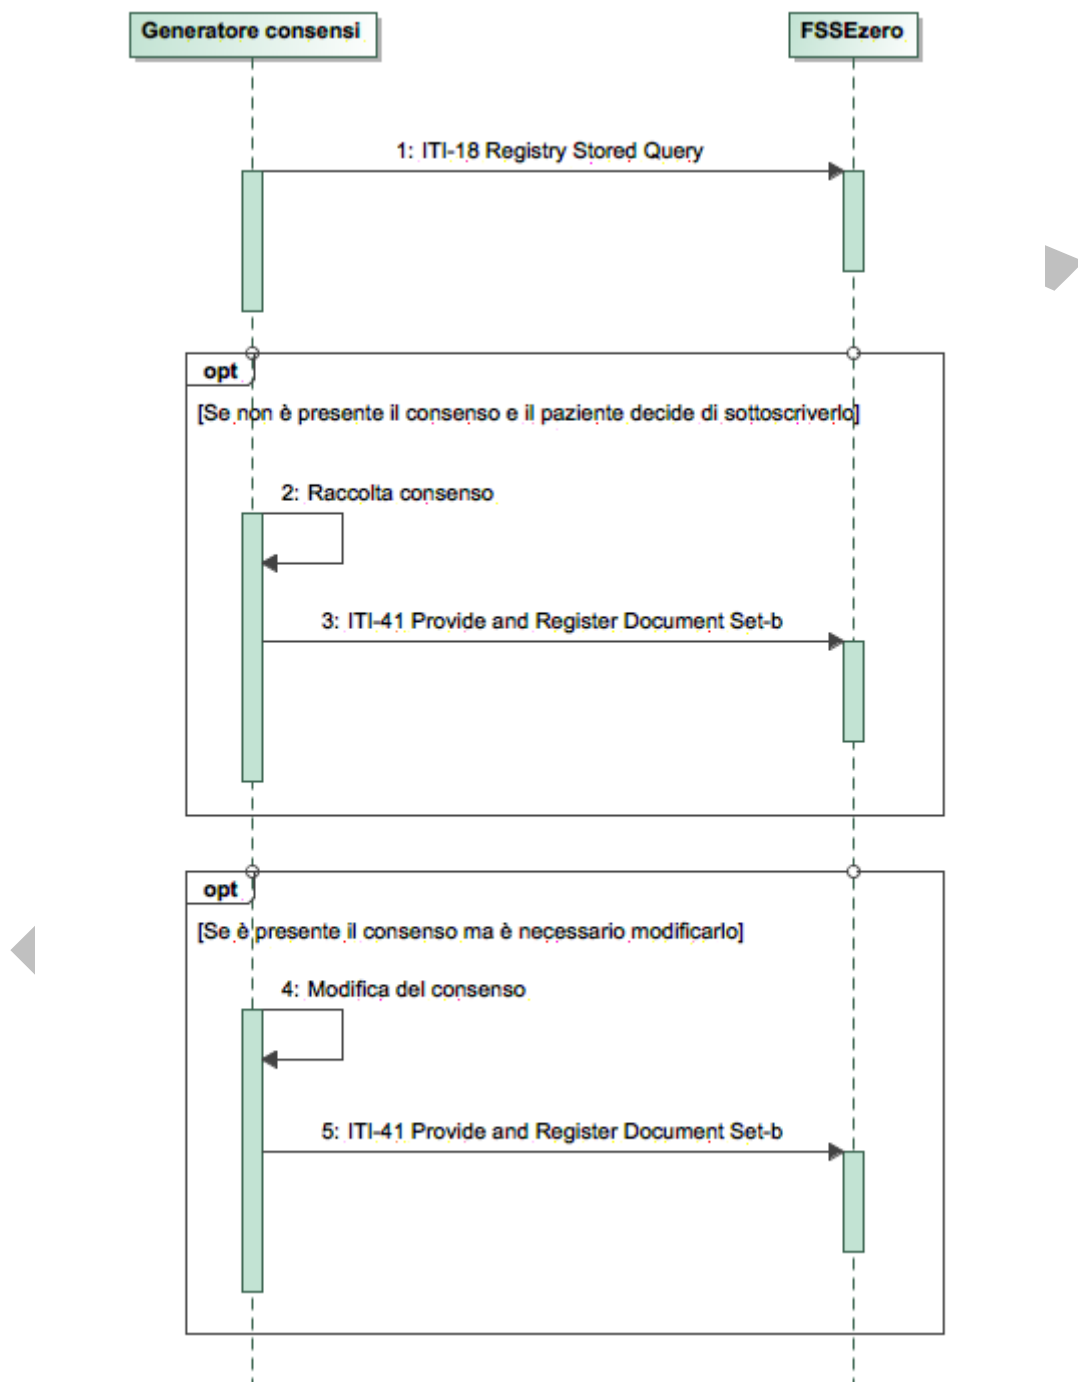 Generatore consensi
FSSEzero
1: ITI-18 Registry Stored Query
opt
[Se non è presente il consenso e il paziente decide di sottoscriverlo]
2: Raccolta consenso
3: ITI-41 Provide and Register Document Set-b
opt
[Se è presente il consenso ma è necessario modificarlo]
4: Modifica del consenso
5: ITI-41 Provide and Register Document Set-b